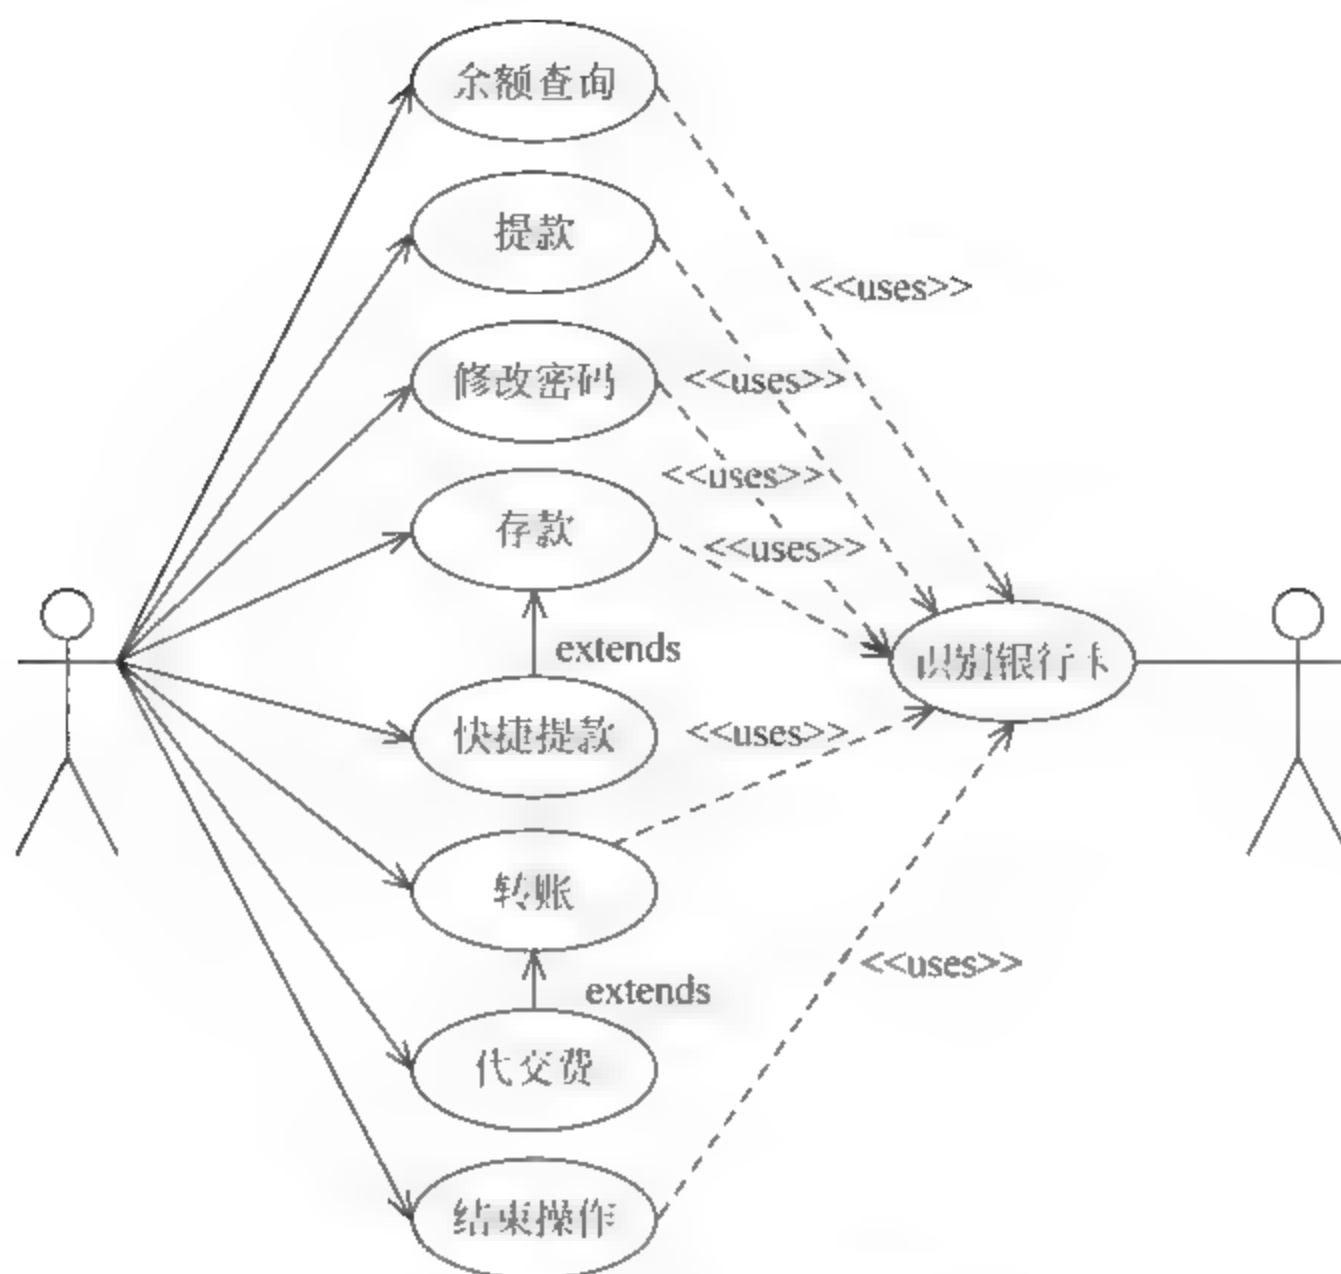 余额查询
提款
<<uses>>
修改密码
<<uses>>
<<uses>>
存款
<<uses>>
extends
识别银行卡
快捷提款
<<uses>>
转账
<<uses>>
extends
代交费
结束操作